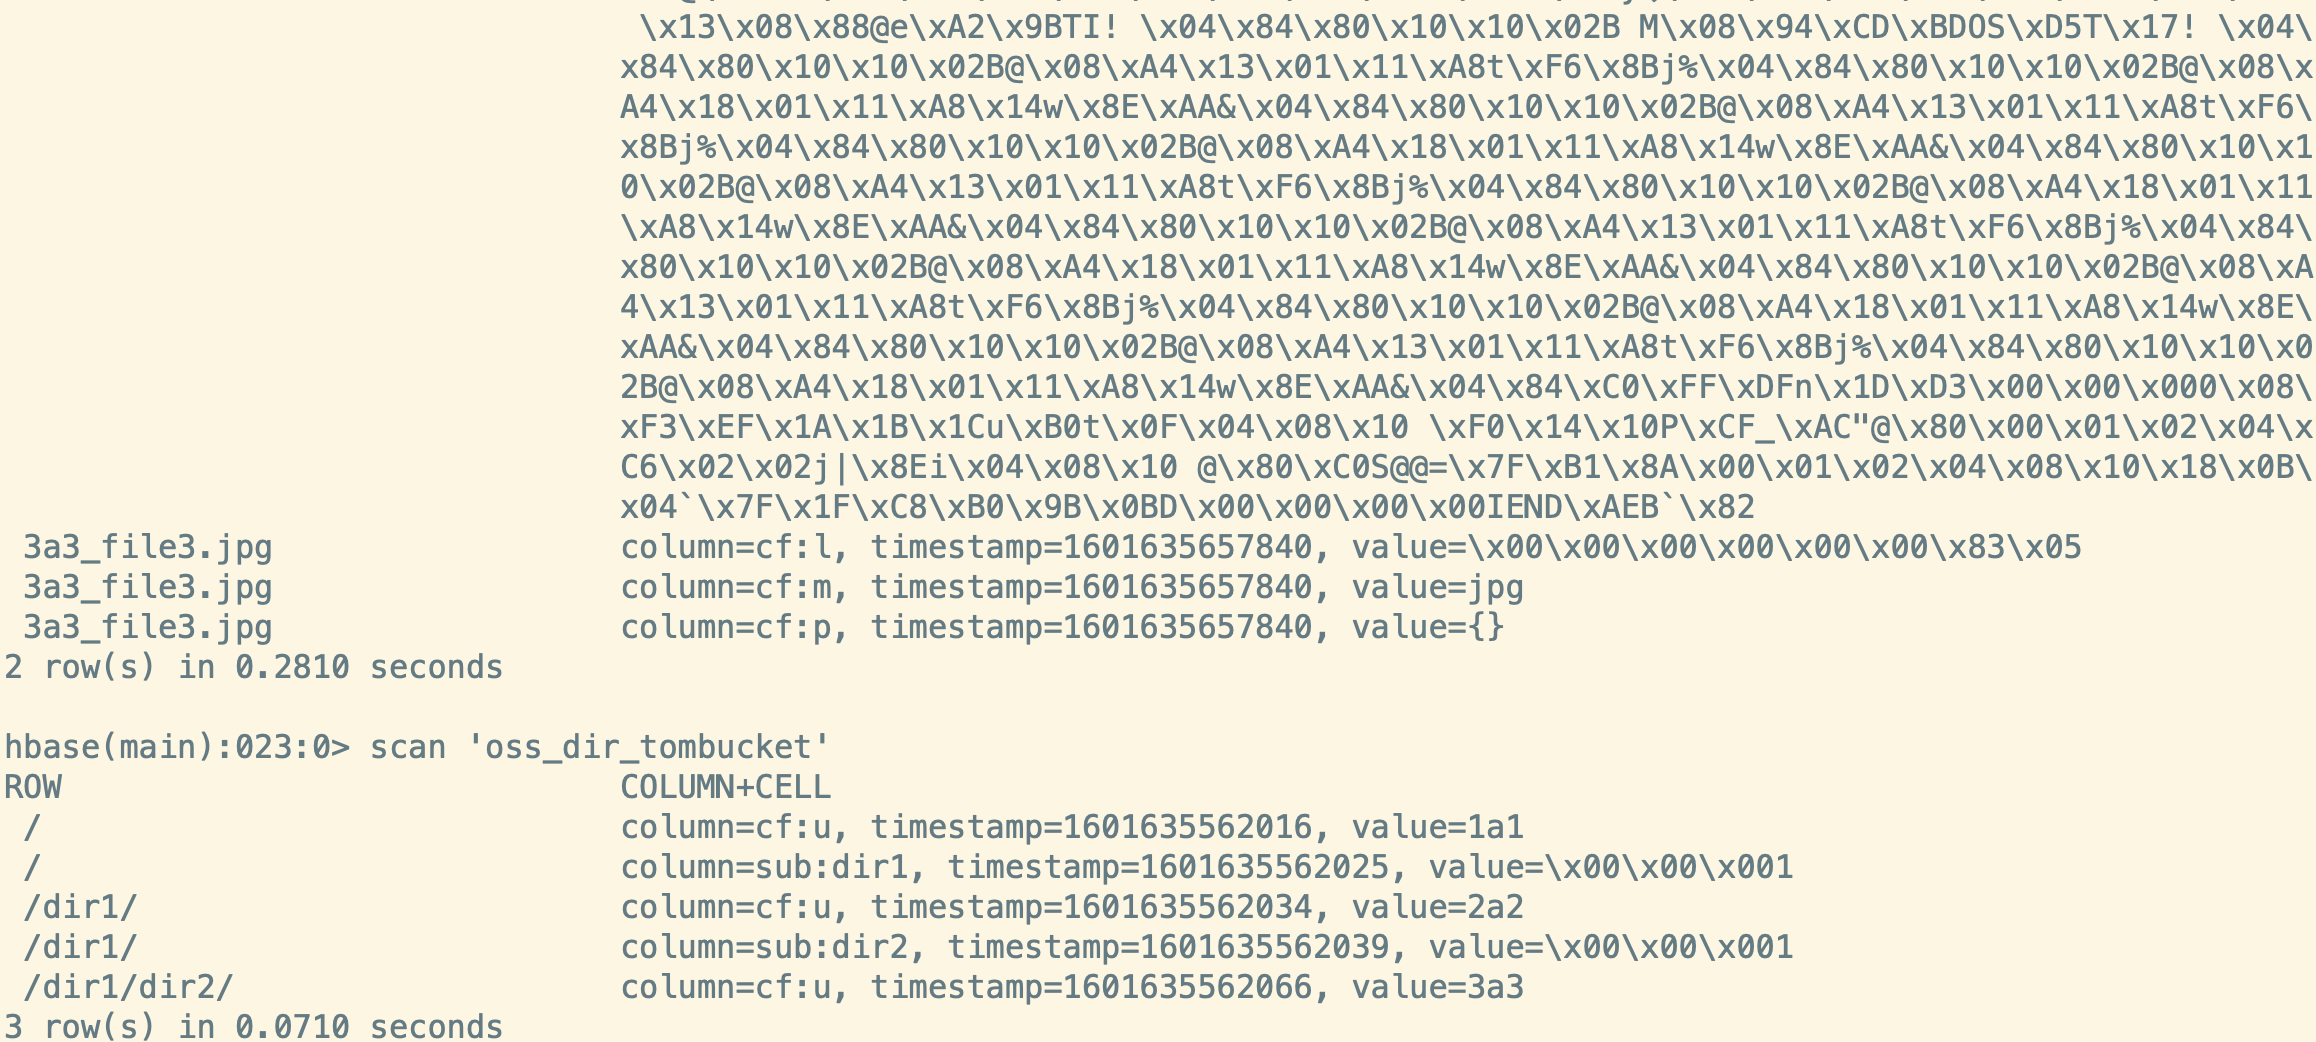 \x13\x08\x88@e\xA2\x9BTI! \x04\x84\x80\x10\x10\x02B M\x08\x94\xCD\xBDOS\xD5T\x17! \x04\
x84\x80\x10\x10\x02B@\x08\xA4\x13\x01\x11\xA8t\xF6\x8Bj%\x04\x84\x80\x10\x10\x02B@\x08\x
A4\x18\x01\x11\xA8\x14w\x8E\xAA&\x04\x84\x80\x10\x10\x02B@\x08\xA4\x13\x01\x11\xA8t\xF6\
x8Bj%\x04\x84\x80\x10\x10\x02B@\x08\xA4\x18\x01\x11\xA8\x14w\x8E\xAA&\x04\x84\x80\x10\x1
0\x02B@\x08\xA4\x13\x01\x11\xA8t\xF6\x8Bj%\x04\x84\x80\x10\x10\x02B@\x08\xA4\x18\x01\x11
\xA8\x14w\x8E\xAA&\x04\x84\x80\x10\x10\x02B@\x08\xA4\x13\x01\x11\xA8t\xF6\x8Bj%\x04\x84\
x80\x10\x10\x02B@\x08\xA4\x18\x01\x11\xA8\x14w\x8E\xAA&\x04\x84\x80\x10\x10\x02B@\x08\xA
4\x13\x01\x11\xA8t\xF6\x8Bj%\x04\x84\x80\x10\x10\x02B@\x08\xA4\x18\x01\x11\xA8\x14w\x8E\
xAA&\x04\x84\x80\x10\x10\x02B@\x08\xA4\x13\x01\x11\xA8t\xF6\x8Bj%\x04\x84\x80\x10\x10\x0
2B@\x08\xA4\x18\x01\x11\xA8\x14w\x8E\xAA&\x04\x84\xC0\xFF\xDFn\x1D\xD3\x00\x00\x000\x08\
xF3\xEF\x1A\x1B\x1Cu\xB0t\x0F\x04\x08\x10 \xF0\x14\x10P\xCF_\xAC"@\x80\x00\x01\x02\x04\x
C6\x02\x02j|\x8Ei\x04\x08\x10 @\x80\xC0S@@=\x7F\xB1\x8A\x00\x01\x02\x04\x08\x10\x18\x0B\
x04`\x7F\x1F\xC8\xB0\x9B\x0BD\x00\x00\x00\x00IEND\xAEB`\x82
3a3_file3.jpg column=cf:l, timestamp=1601635657840, value=\x00\x00\x00\x00\x00\x00\x83\x05
3a3_file3.jpg column=cf:m, timestamp=1601635657840, value=jpg
3a3_file3.jpg column=cf:p, timestamp=1601635657840, value={}
2 row(s) in 0.2810 seconds
hbase(main):023:0> scan 'oss_dir_tombucket'
ROW COLUMN+CELL
/ column=cf:u, timestamp=1601635562016, value=1a1
/ column=sub:dir1, timestamp=1601635562025, value=\x00\x00\x001
/dir1/ column=cf:u, timestamp=1601635562034, value=2a2
/dir1/ column=sub:dir2, timestamp=1601635562039, value=\x00\x00\x001
/dir1/dir2/ column=cf:u, timestamp=1601635562066, value=3a3
3 row(s) in 0.0710 seconds